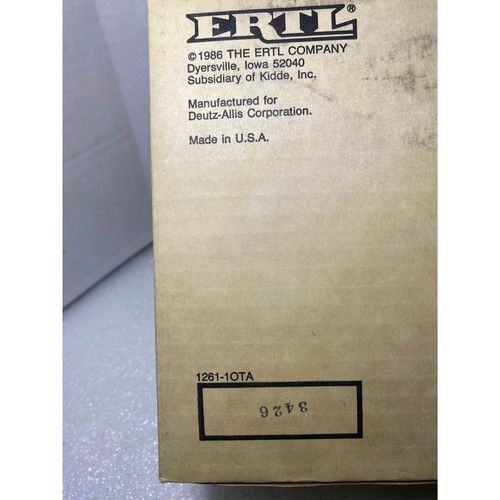 ERTL®
©1986 THE ERTL COMPANY
Dyersville, Iowa 52040
Subsidiary of Kidde, Inc.
Manufactured for
Deutz-Allis Corporation.
Made in U.S.A.
1261-1OTA
3426